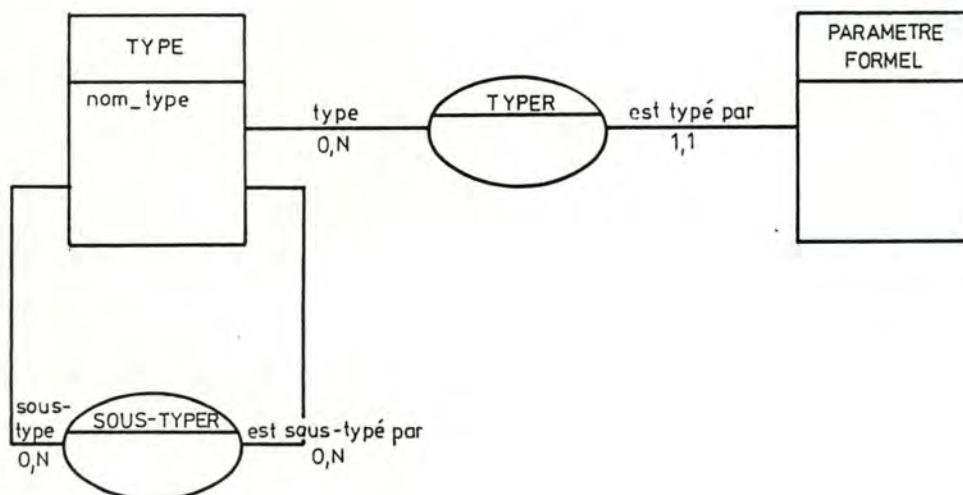 TYPE
nom_type
type
0,N
TYPER
est typé par
1,1
PARAMETRE
FORMEL
sous-
type
0,N
SOUS-TYPER
est sous-typé par
0,N